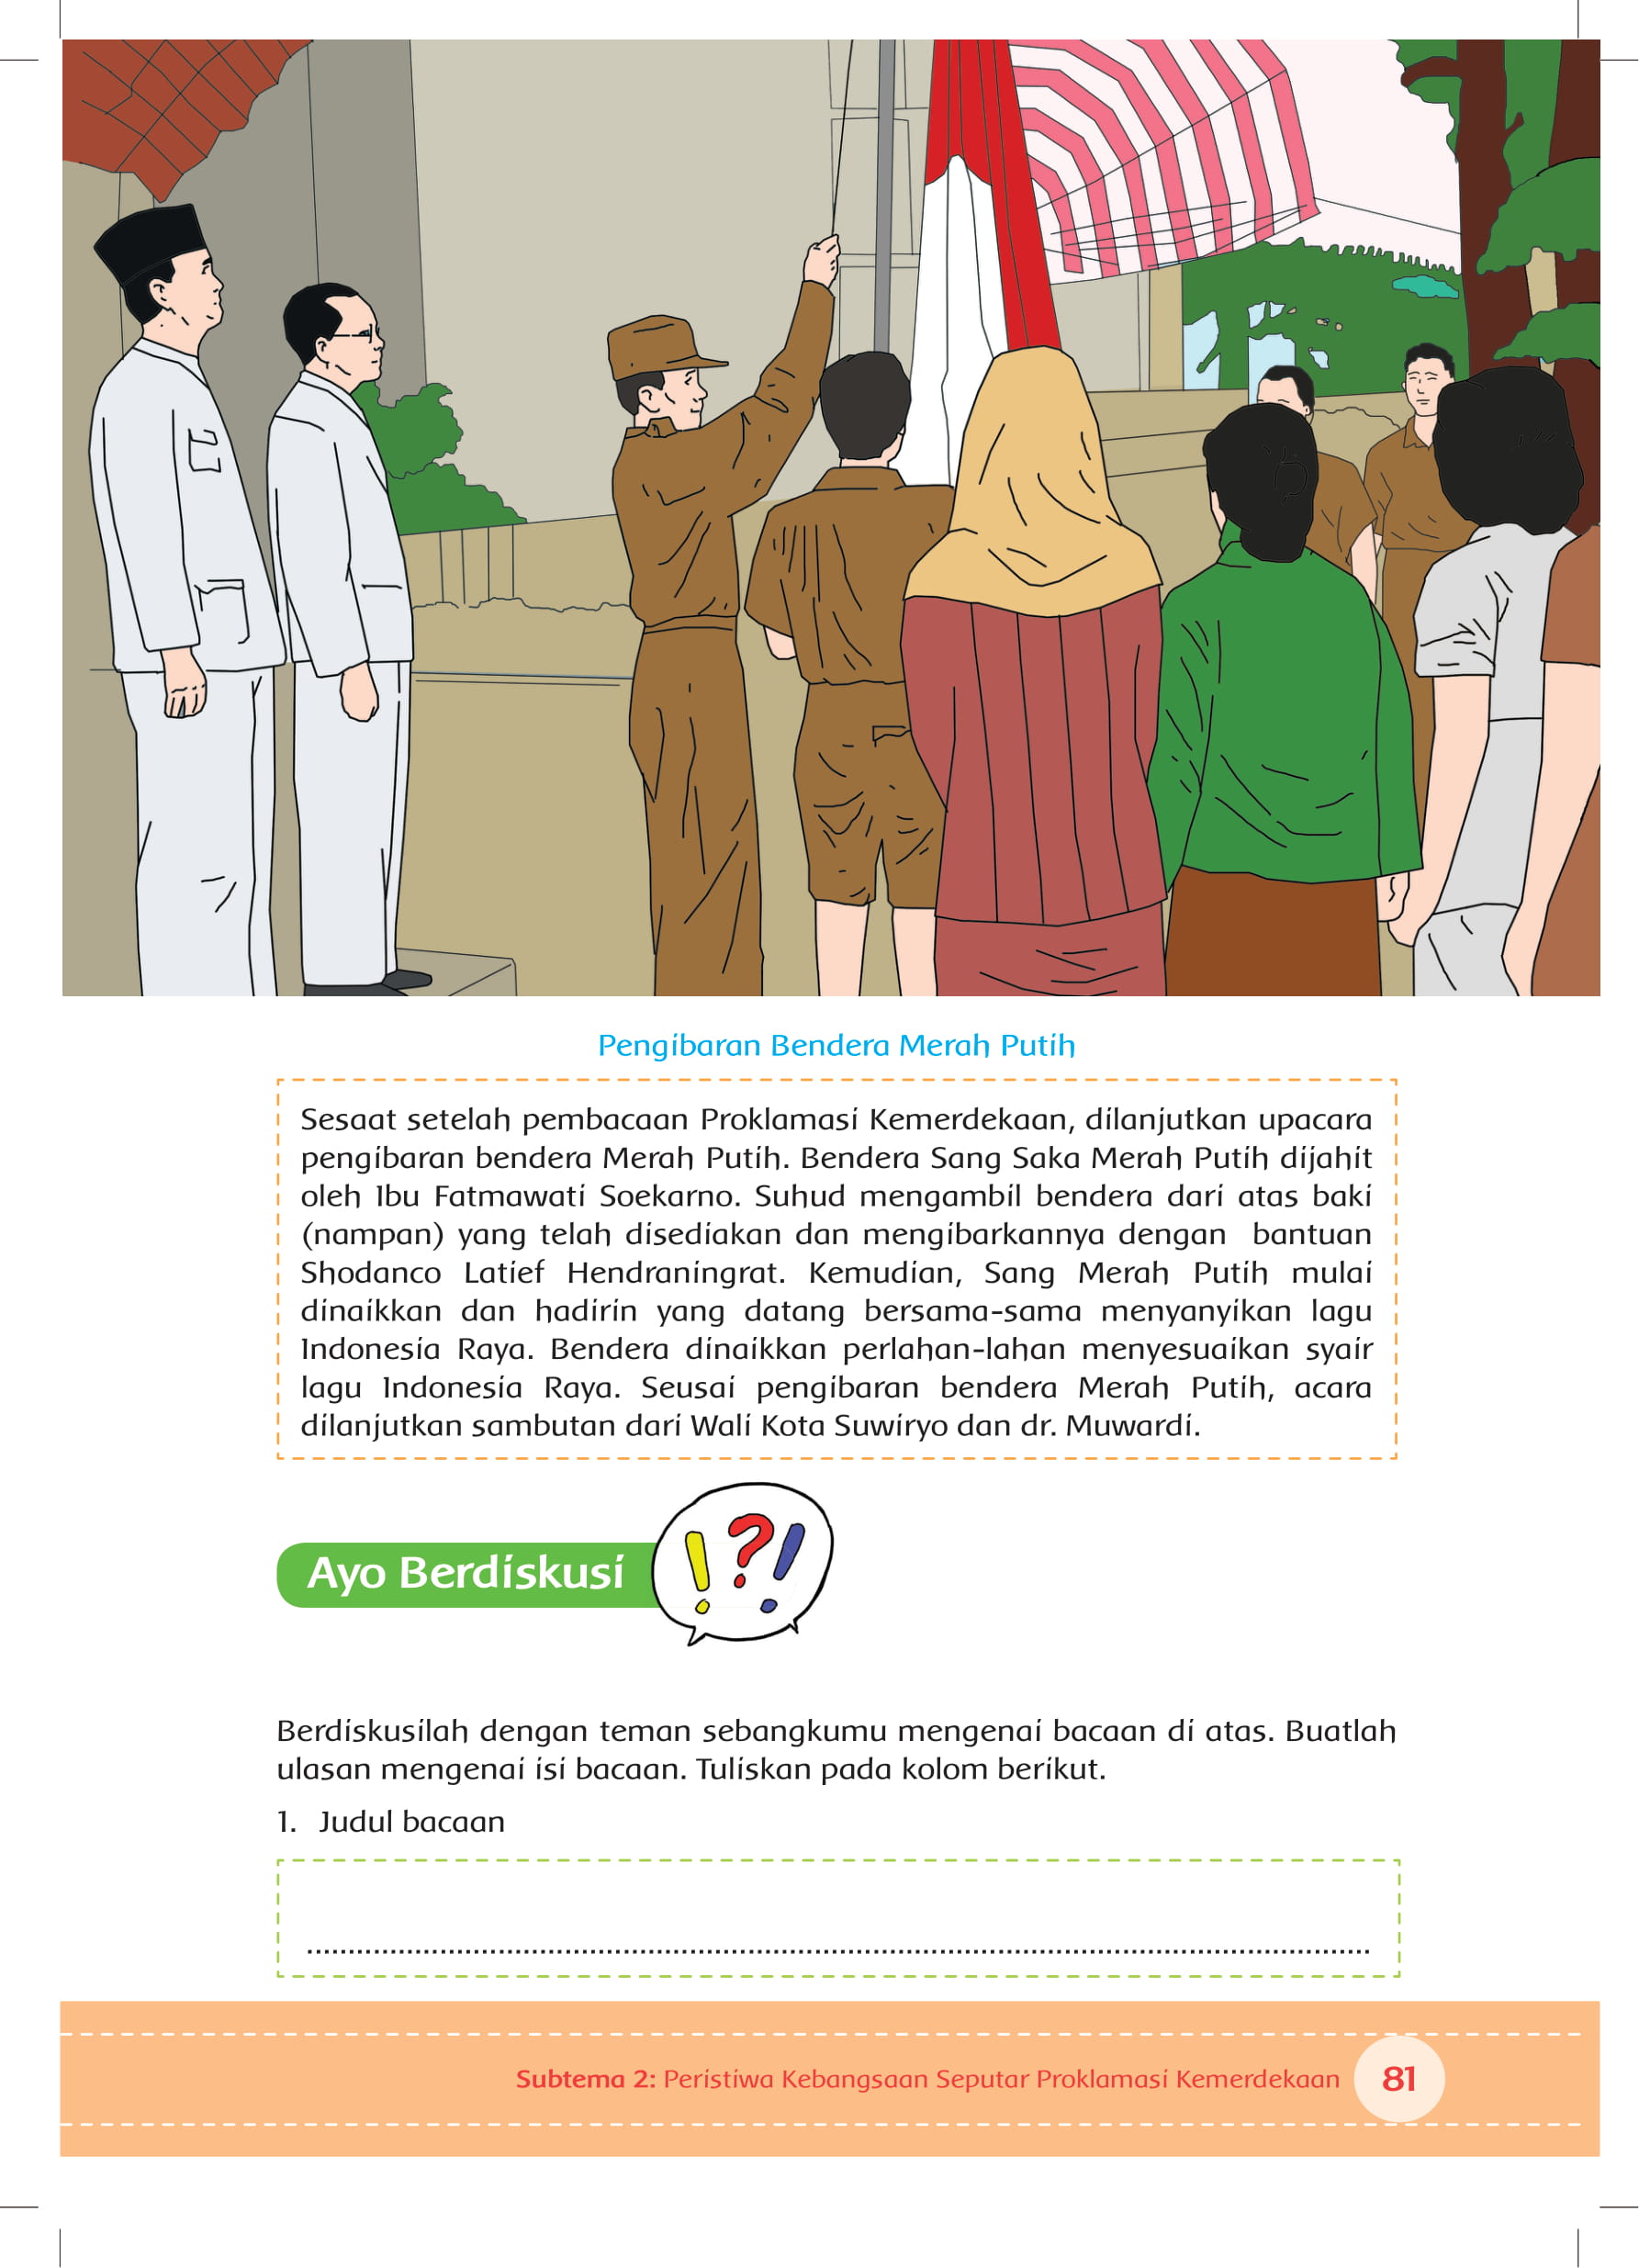 Pengibaran Bendera Merah Putih
Sesaat setelah pembacaan Proklamasi Kemerdekaan, dilanjutkan upacara
pengibaran bendera Merah Putih. Bendera Sang Saka Merah Putih dijahit
oleh Ibu Fatmawati Soekarno. Suhud mengambil bendera dari atas baki
(nampan) yang telah disediakan dan mengibarkannya dengan bantuan
Shodanco Latief Hendraningrat. Kemudian, Sang Merah Putih mulai
dinaikkan dan hadirin yang datang bersama-sama menyanyikan lagu
Indonesia Raya. Bendera dinaikkan perlahan-lahan menyesuaikan syair
lagu Indonesia Raya. Seusai pengibaran bendera Merah Putih, acara
dilanjutkan sambutan dari Wali Kota Suwiryo dan dr. Muwardi.
Ayo Berdiskusi
!?!
Berdiskusilah dengan teman sebangkumu mengenai bacaan di atas. Buatlah
ulasan mengenai isi bacaan. Tuliskan pada kolom berikut.
1. Judul bacaan
Subtema 2: Peristiwa Kebangsaan Seputar Proklamasi Kemerdekaan 81